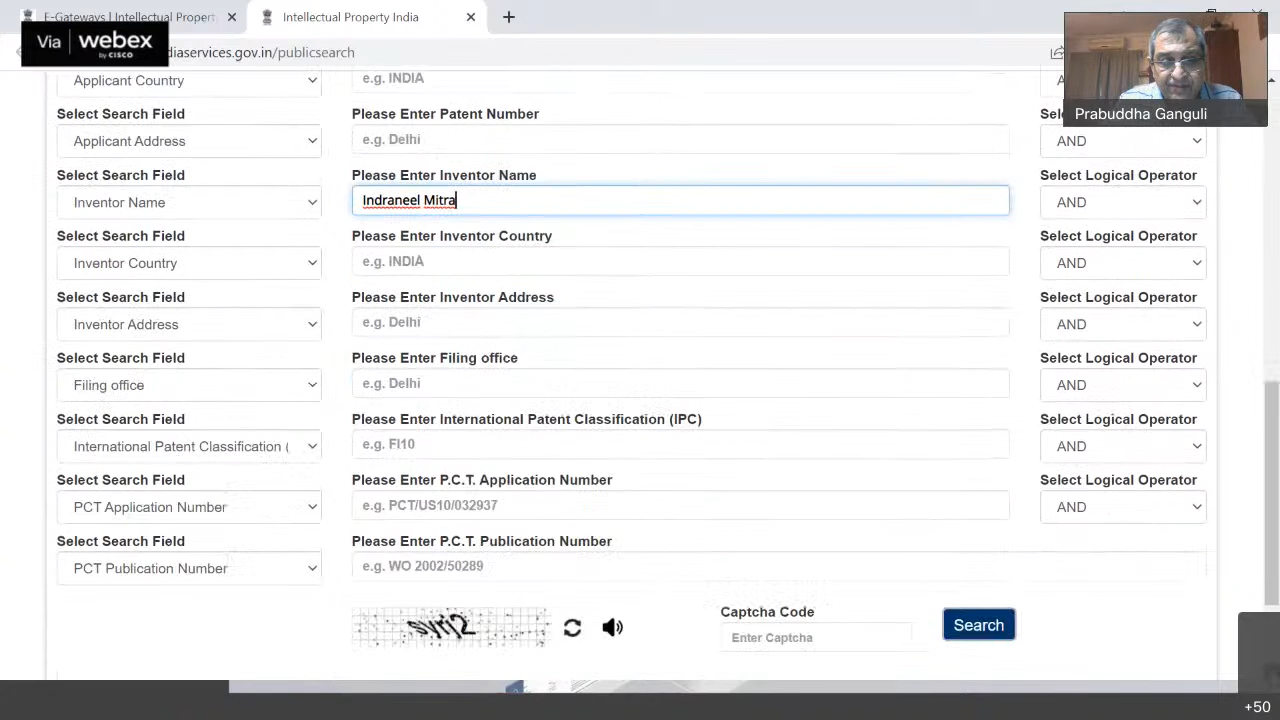 E-Gateways | Intellectual Propert
Intellectual Property India
Via webex
by CISCO
diaservices.gov.in/publicsearch
Prabuddha Ganguli
Applicant Country
e.g. INDIA
Select Search Field
Please Enter Patent Number
Applicant Address
e.g. Delhi
AND
Select Search Field
Please Enter Inventor Name
Select Logical Operator
Inventor Name
Indraneel Mitra
AND
Select Search Field
Please Enter Inventor Country
Select Logical Operator
Inventor Country
e.g. INDIA
AND
Select Search Field
Please Enter Inventor Address
Select Logical Operator
Inventor Address
e.g. Delhi
AND
Select Search Field
Please Enter Filing office
Select Logical Operator
Filing office
e.g. Delhi
AND
Select Search Field
Please Enter International Patent Classification (IPC)
Select Logical Operator
International Patent Classification (
e.g. FI10
AND
Select Search Field
Please Enter P.C.T. Application Number
Select Logical Operator
PCT Application Number
e.g. PCT/US10/032937
AND
Select Search Field
Please Enter P.C.T. Publication Number
PCT Publication Number
e.g. WO 2002/50289
Captcha Code
Enter Captcha
Search
+50